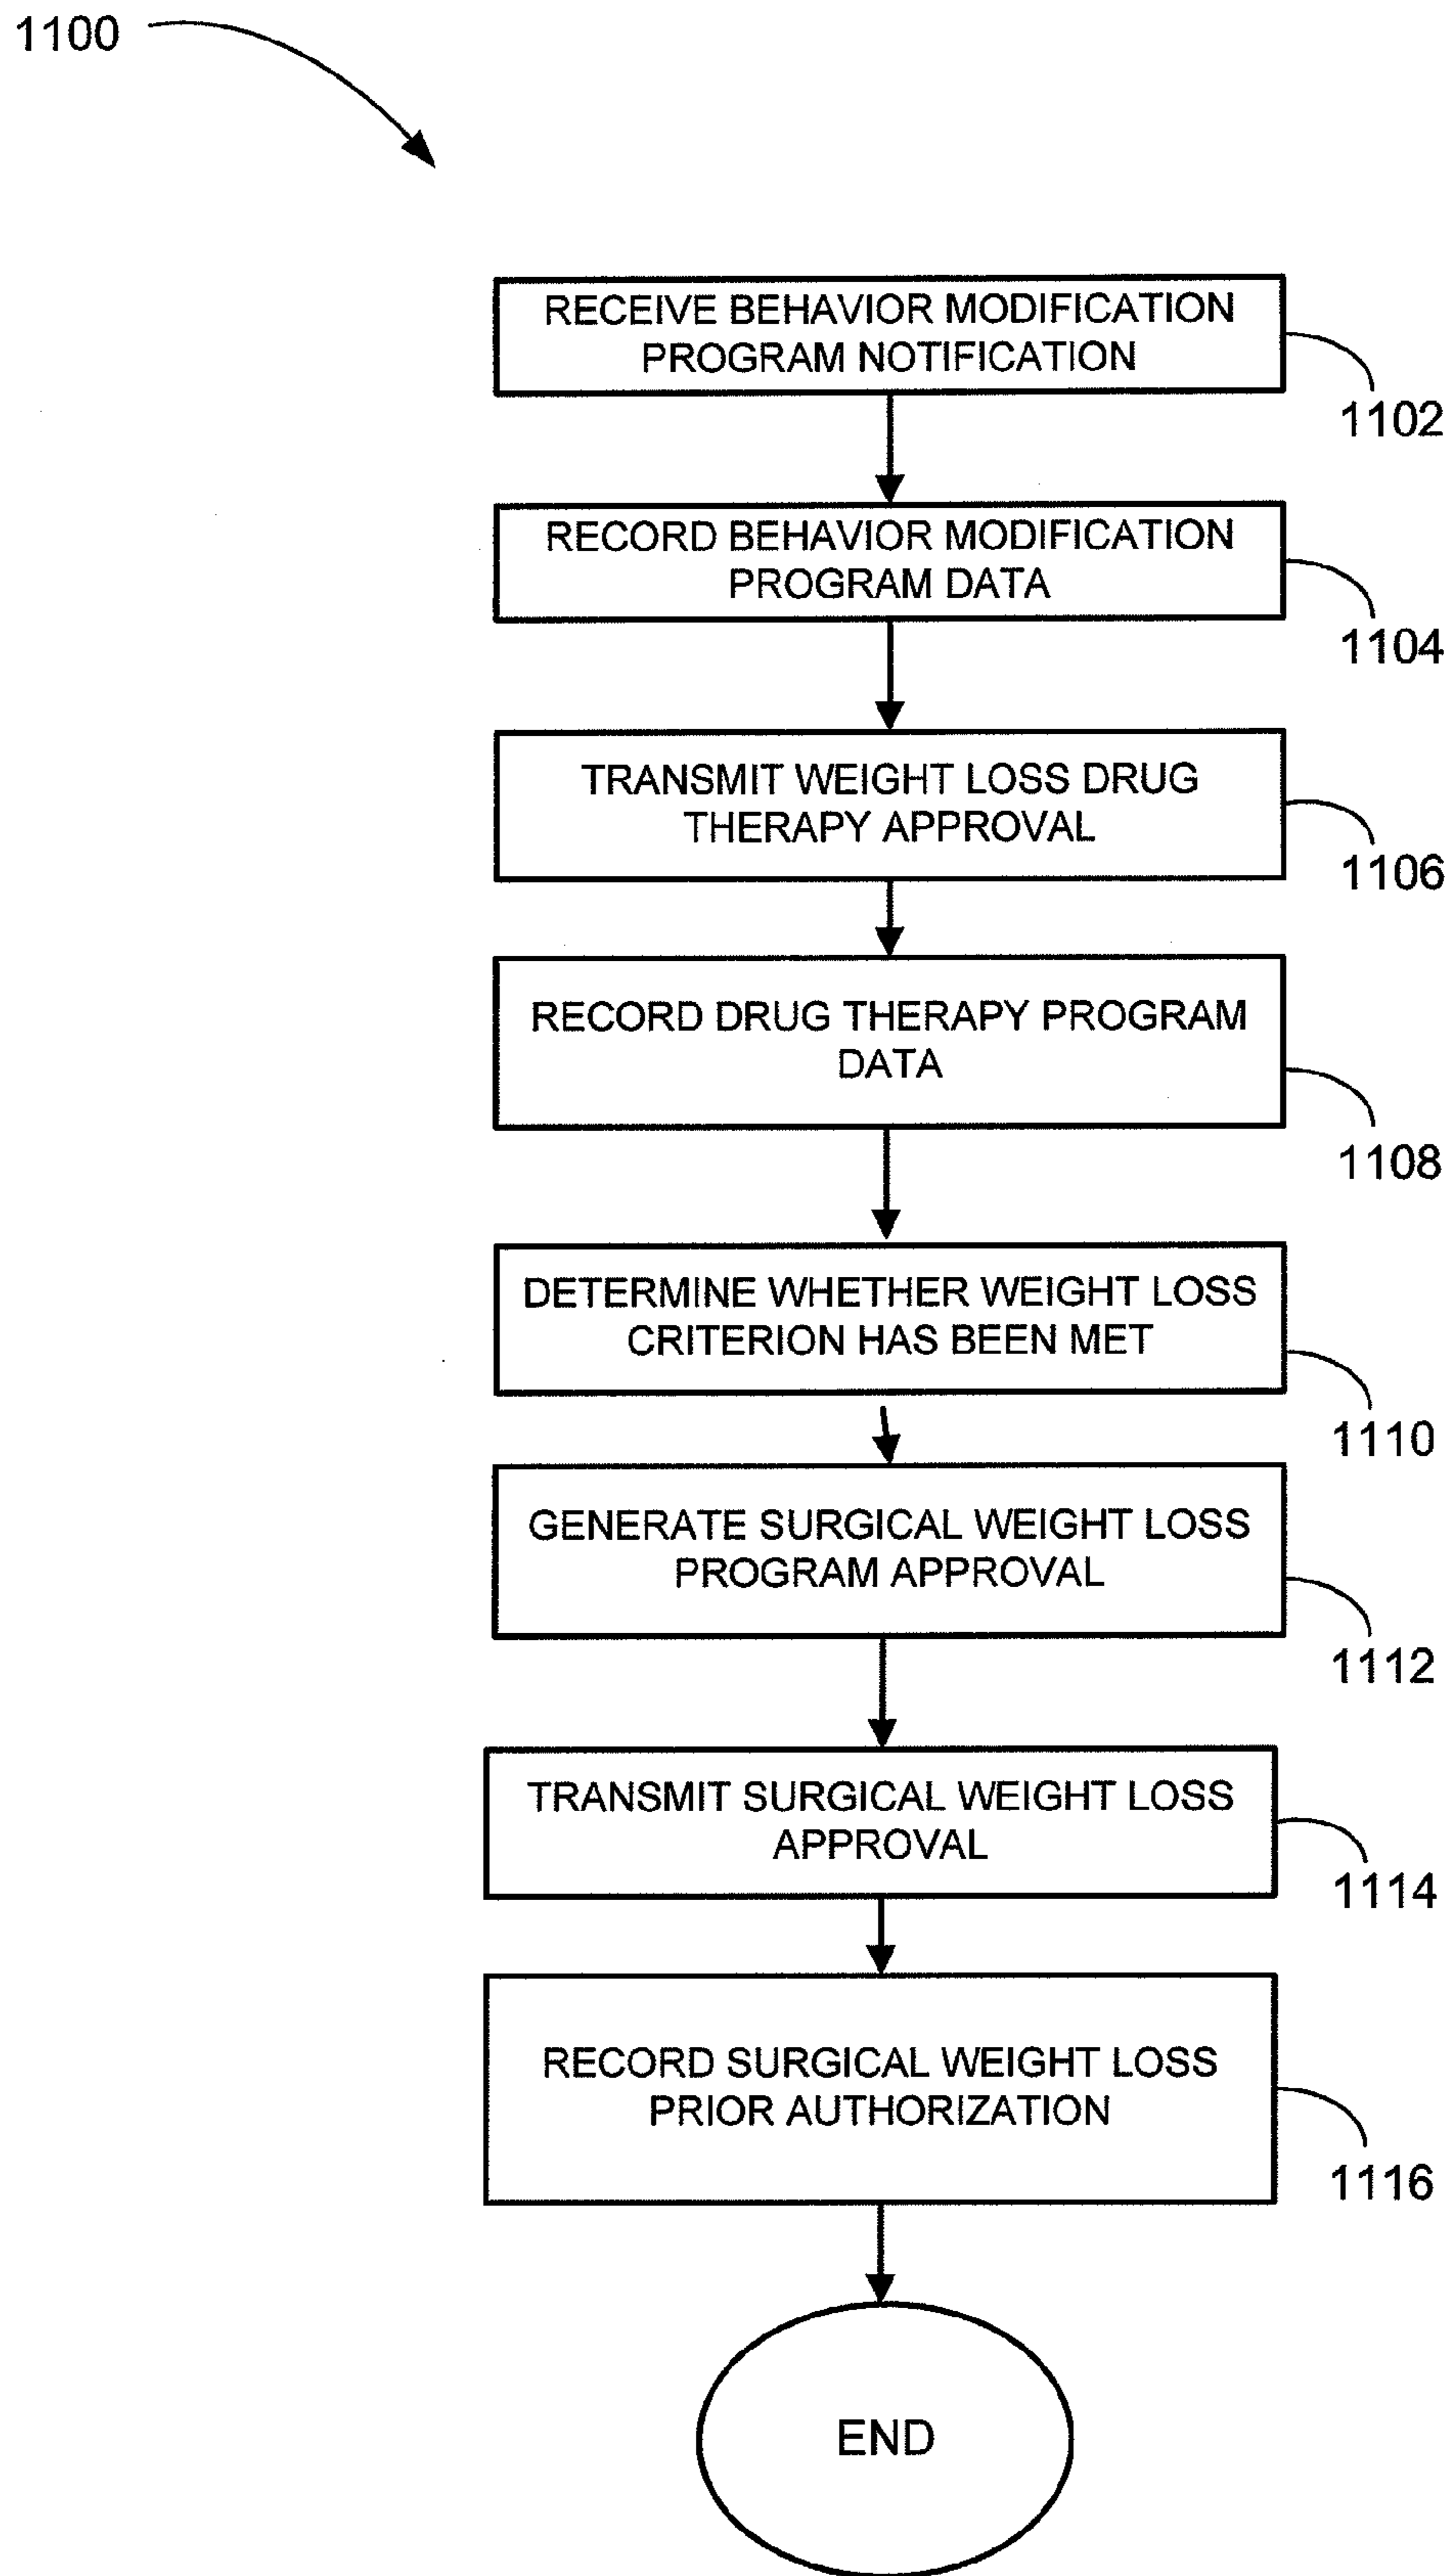 1100
RECEIVE BEHAVIOR MODIFICATION
PROGRAM NOTIFICATION
1102
RECORD BEHAVIOR MODIFICATION
PROGRAM DATA
1104
TRANSMIT WEIGHT LOSS DRUG
THERAPY APPROVAL
1106
RECORD DRUG THERAPY PROGRAM
DATA
1108
DETERMINE WHETHER WEIGHT LOSS
CRITERION HAS BEEN MET
1110
GENERATE SURGICAL WEIGHT LOSS
PROGRAM APPROVAL
1112
TRANSMIT SURGICAL WEIGHT LOSS
APPROVAL
1114
RECORD SURGICAL WEIGHT LOSS
PRIOR AUTHORIZATION
1116
END